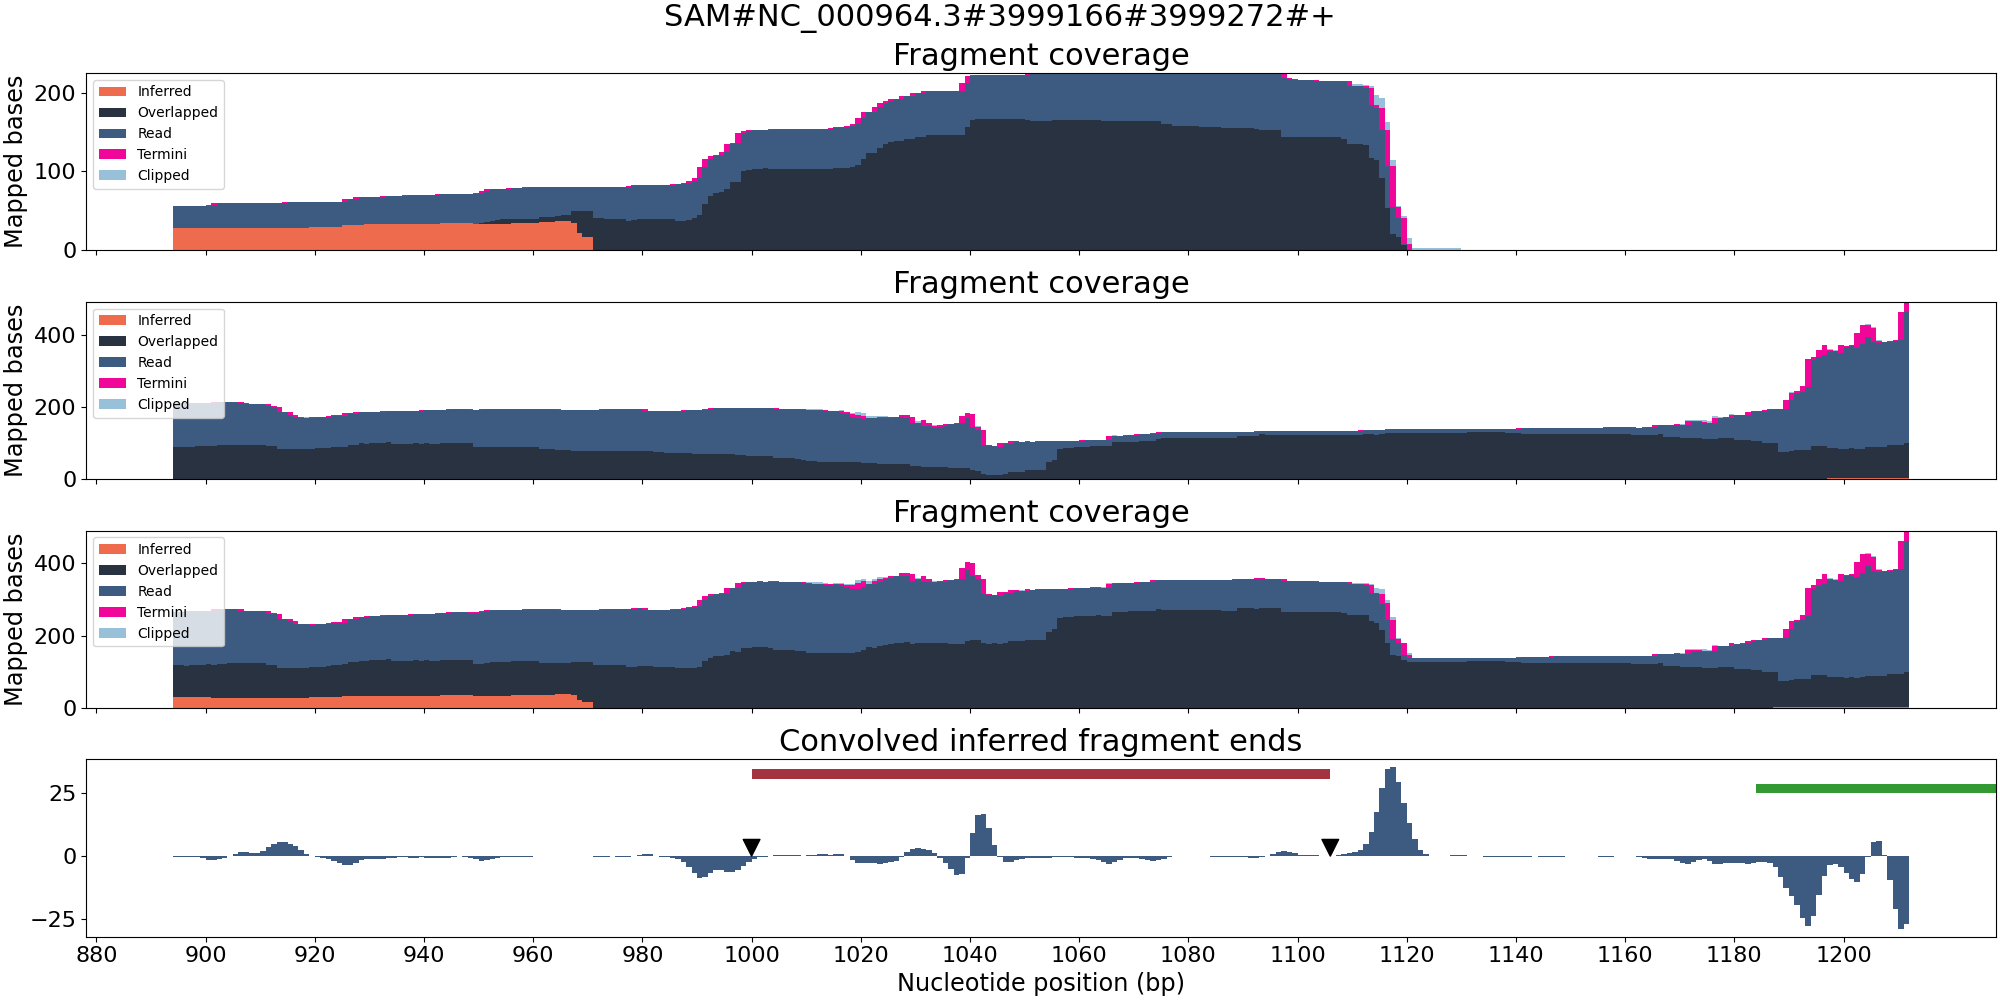 SAM#NC_000964.3#3999166#3999272#+
Fragment coverage
Mapped bases
200
100
0
Inferred
Overlapped
Read
Termini
Clipped
Fragment coverage
Mapped bases
400
200
0
Inferred
Overlapped
Read
Termini
Clipped
Fragment coverage
Mapped bases
400
200
0
Inferred
Overlapped
Read
Termini
Clipped
Convolved inferred fragment ends
25
0
−25
880 900 920 940 960 980 1000 1020 1040 1060 1080 1100 1120 1140 1160 1180 1200
Nucleotide position (bp)